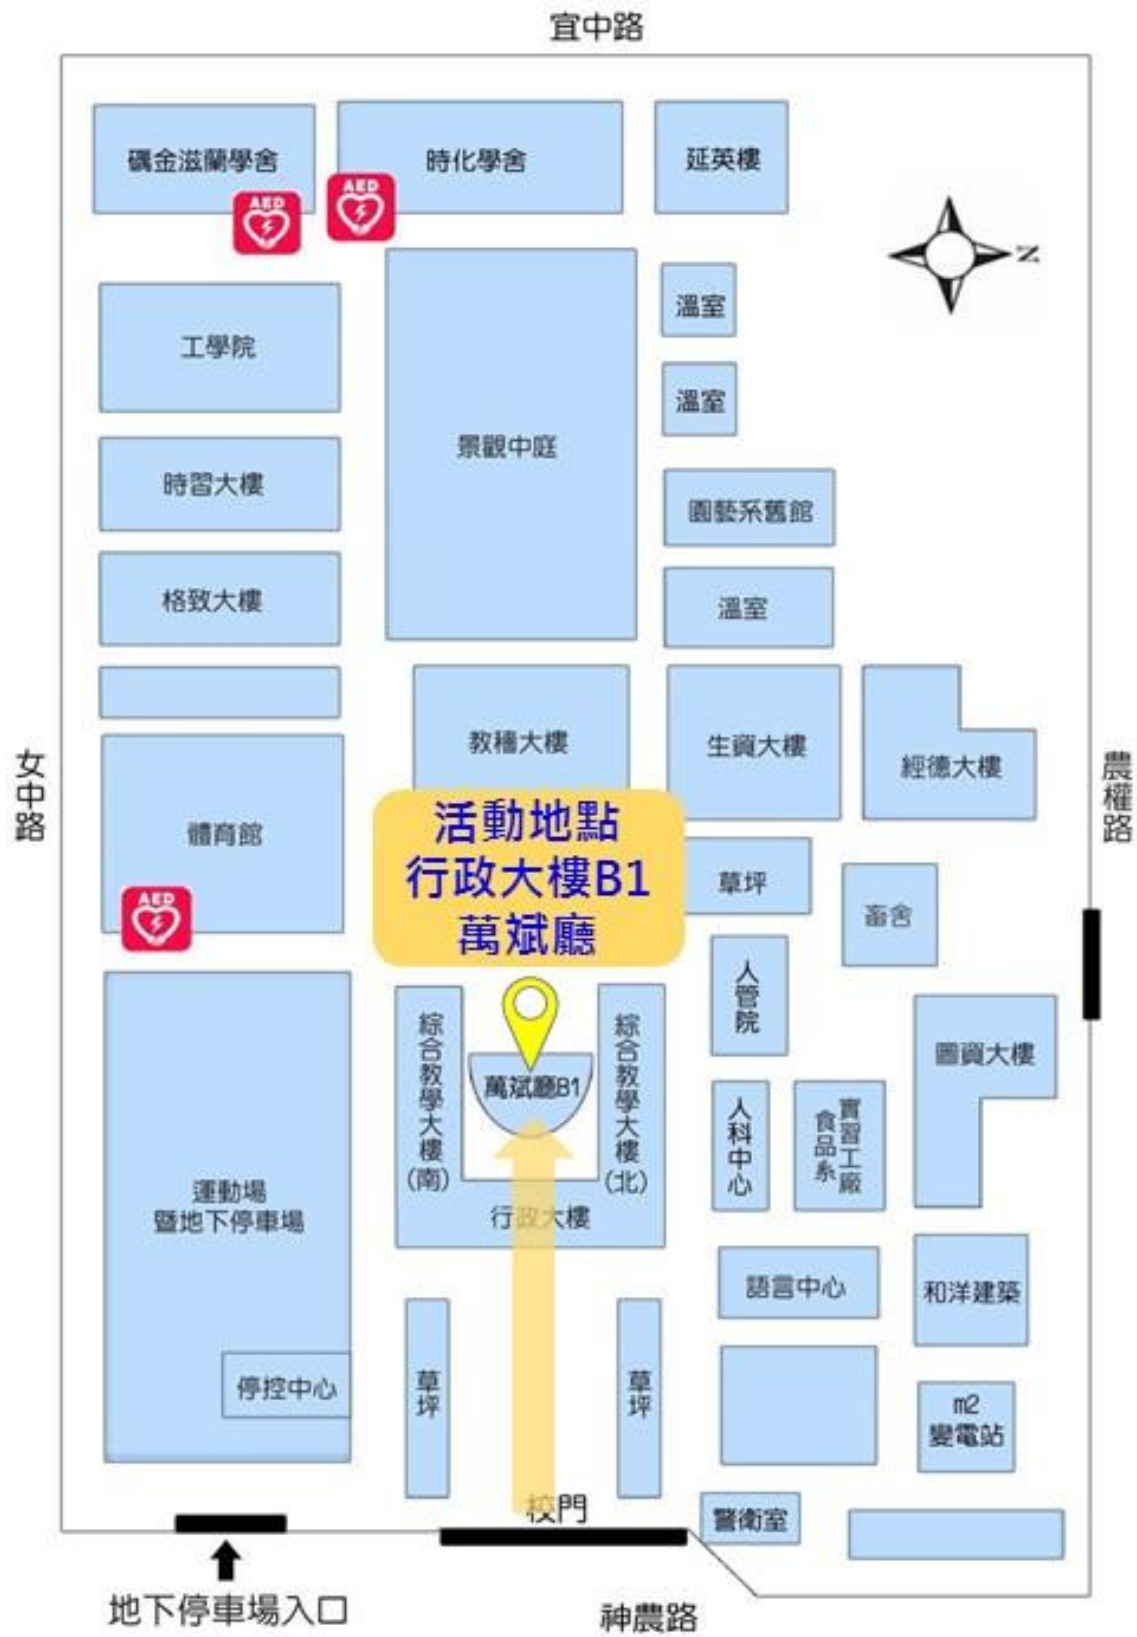 宜中路
礪金滋蘭學舍
時化學舍
延英樓
AED
AED
N
溫室
工學院
溫室
景觀中庭
時習大樓
園藝系舊館
格致大樓
溫室
教穡大樓
生資大樓
經德大樓
女中路
農權路
體育館
活動地點
行政大樓B1
萬斌廳
草坪
畜舍
AED
人管院
綜合教學大樓(南)
萬斌廳B1
綜合教學大樓(北)
圖資大樓
人科中心
實習工廠
食品系
運動場
暨地下停車場
行政大樓
語言中心
和洋建築
停控中心
草坪
草坪
m2
變電站
校門
警衛室
地下停車場入口
神農路